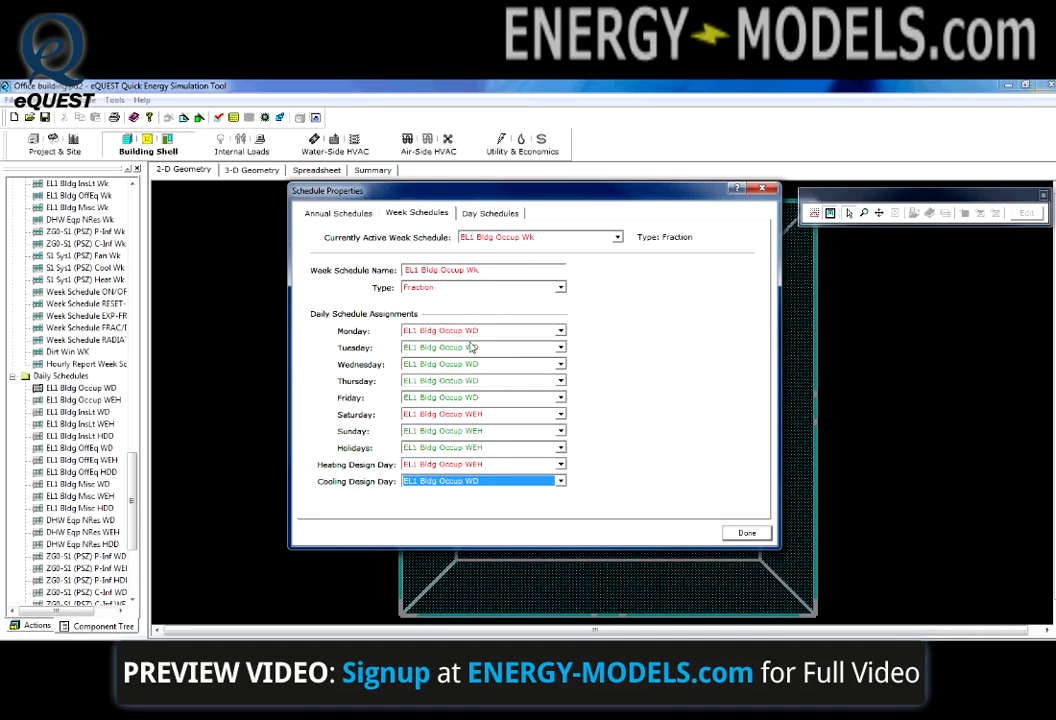 ENERGY MODELS.com
eQUEST
Office building.pd2 - eQUEST Quick Energy Simulation Tool
Tools Help
Project & Site
Building Shell
Internal Loads
Water-Side HVAC
Air-Side HVAC
Utility & Economics
2-D Geometry
3-D Geometry
Spreadsheet
Summary
EL1 Bldg InsLt Wk
EL1 Bldg OffEq Wk
EL1 Bldg Misc Wk
DHW Eqp NRes Wk
ZG0-S1 (PSZ) P-Inf Wk
ZG0-S1 (PSZ) C-Inf Wk
S1 Sys1 (PSZ) Fan Wk
S1 Sys1 (PSZ) Cool Wk
S1 Sys1 (PSZ) Heat Wk
Week Schedule ON/OF
Week Schedule RESET-
Week Schedule EXP-FR
Week Schedule FRAC/D
Week Schedule RADIA
Dirt Win WK
Hourly Report Week Sc
Daily Schedules
EL1 Bldg Occup WD
EL1 Bldg Occup WEH
EL1 Bldg InsLt WD
EL1 Bldg InsLt WEH
EL1 Bldg InsLt HDD
EL1 Bldg OffEq WD
EL1 Bldg OffEq WEH
EL1 Bldg OffEq HDD
EL1 Bldg Misc WD
EL1 Bldg Misc WEH
EL1 Bldg Misc HDD
DHW Eqp NRes WD
DHW Eqp NRes WEH
DHW Eqp NRes HDD
ZG0-S1 (PSZ) P-Inf WD
ZG0-S1 (PSZ) P-Inf WEI
ZG0-S1 (PSZ) P-Inf HDI
ZG0-S1 (PSZ) C-Inf WD
Actions
Component Tree
Schedule Properties
Annual Schedules
Week Schedules
Day Schedules
Currently Active Week Schedule: EL1 Bldg Occup Wk Type: Fraction
Week Schedule Name: EL1 Bldg Occup Wk
Type: Fraction
Daily Schedule Assignments
Monday: EL1 Bldg Occup WD
Tuesday: EL1 Bldg Occup WD
Wednesday: EL1 Bldg Occup WD
Thursday: EL1 Bldg Occup WD
Friday: EL1 Bldg Occup WD
Saturday: EL1 Bldg Occup WEH
Sunday: EL1 Bldg Occup WEH
Holidays: EL1 Bldg Occup WEH
Heating Design Day: EL1 Bldg Occup WEH
Cooling Design Day: EL1 Bldg Occup WD
Done
Edit
PREVIEW VIDEO: Signup at ENERGY-MODELS.com for Full Video